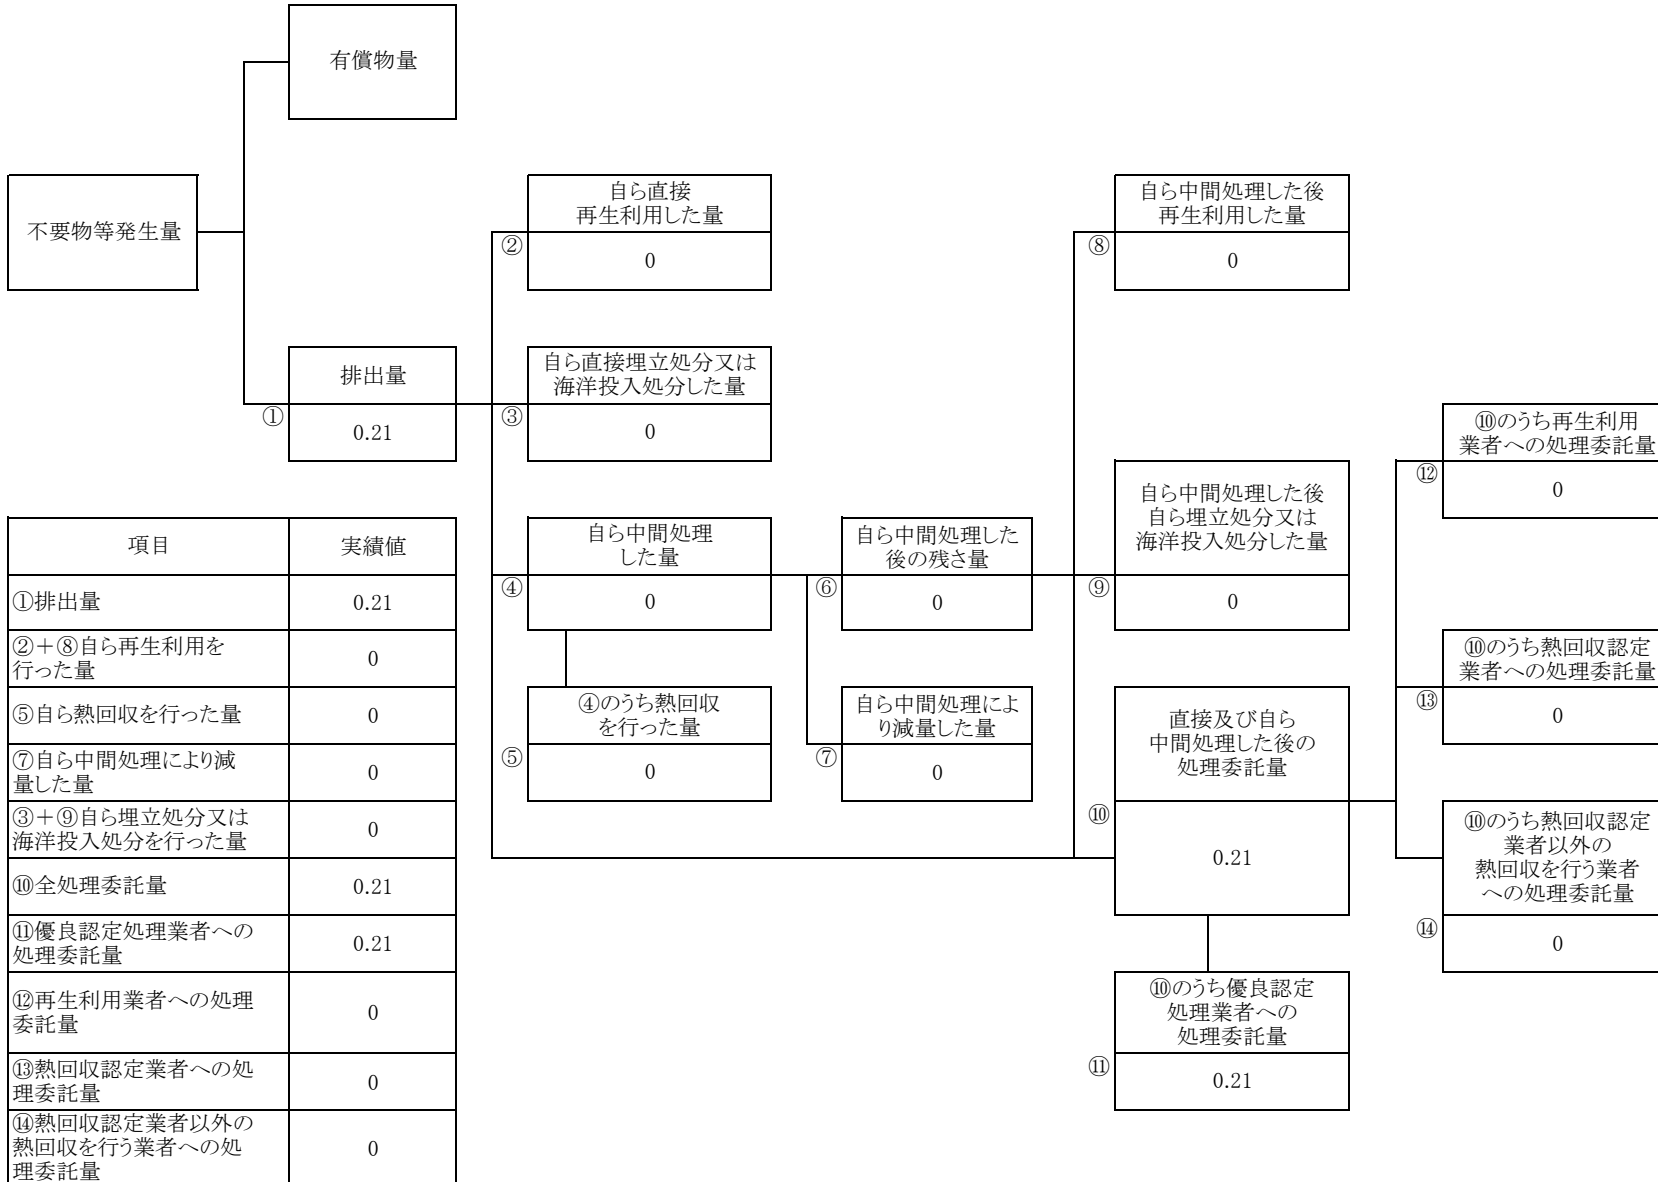 有償物量
不要物等発生量
自ら直接
再生利用した量
②
0
自ら中間処理した後
再生利用した量
⑧
0
排出量
①
0.21
自ら直接埋立処分又は
海洋投入処分した量
③
0
⑩のうち再生利用
業者への処理委託量
⑫
0
自ら中間処理
した量
④
0
自ら中間処理した
後の残さ量
⑥
0
自ら中間処理した後
自ら埋立処分又は
海洋投入処分した量
⑨
0
⑩のうち熱回収認定
業者への処理委託量
⑬
0
④のうち熱回収
を行った量
⑤
0
自ら中間処理によ
り減量した量
⑦
0
直接及び自ら
中間処理した後の
処理委託量
⑩
0.21
⑩のうち熱回収認定
業者以外の
熱回収を行う業者
への処理委託量
⑭
0
⑩のうち優良認定
処理業者への
処理委託量
⑪
0.21
項目 実績値
①排出量 0.21
②+⑧自ら再生利用を
行った量 0
⑤自ら熱回収を行った量 0
⑦自ら中間処理により減
量した量 0
③+⑨自ら埋立処分又は
海洋投入処分を行った量 0
⑩全処理委託量 0.21
⑪優良認定処理業者への
処理委託量 0.21
⑫再生利用業者への処理
委託量 0
⑬熱回収認定業者への処
理委託量 0
⑭熱回収認定業者以外の
熱回収を行う業者への処
理委託量 0